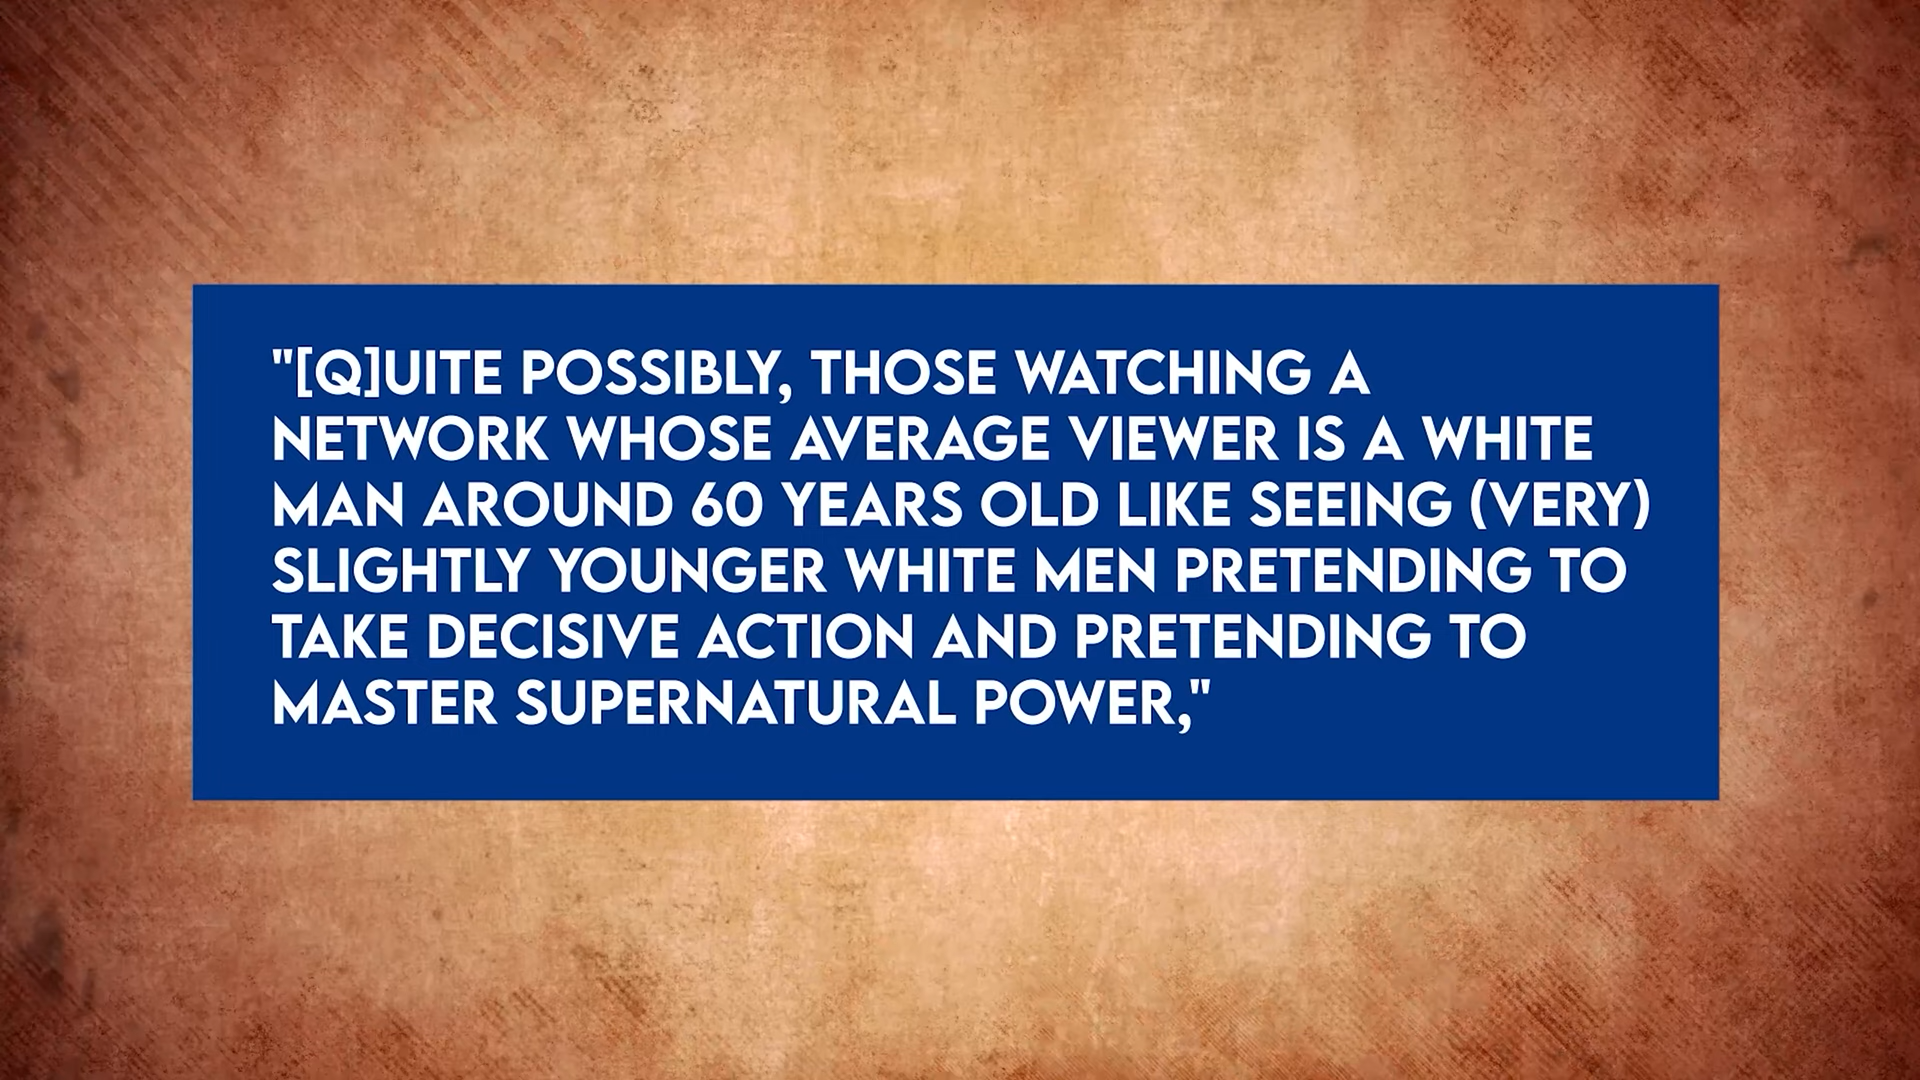 "[Q]UITE POSSIBLY, THOSE WATCHING A
NETWORK WHOSE AVERAGE VIEWER IS A WHITE
MAN AROUND 60 YEARS OLD LIKE SEEING (VERY)
SLIGHTLY YOUNGER WHITE MEN PRETENDING TO
TAKE DECISIVE ACTION AND PRETENDING TO
MASTER SUPERNATURAL POWER,"